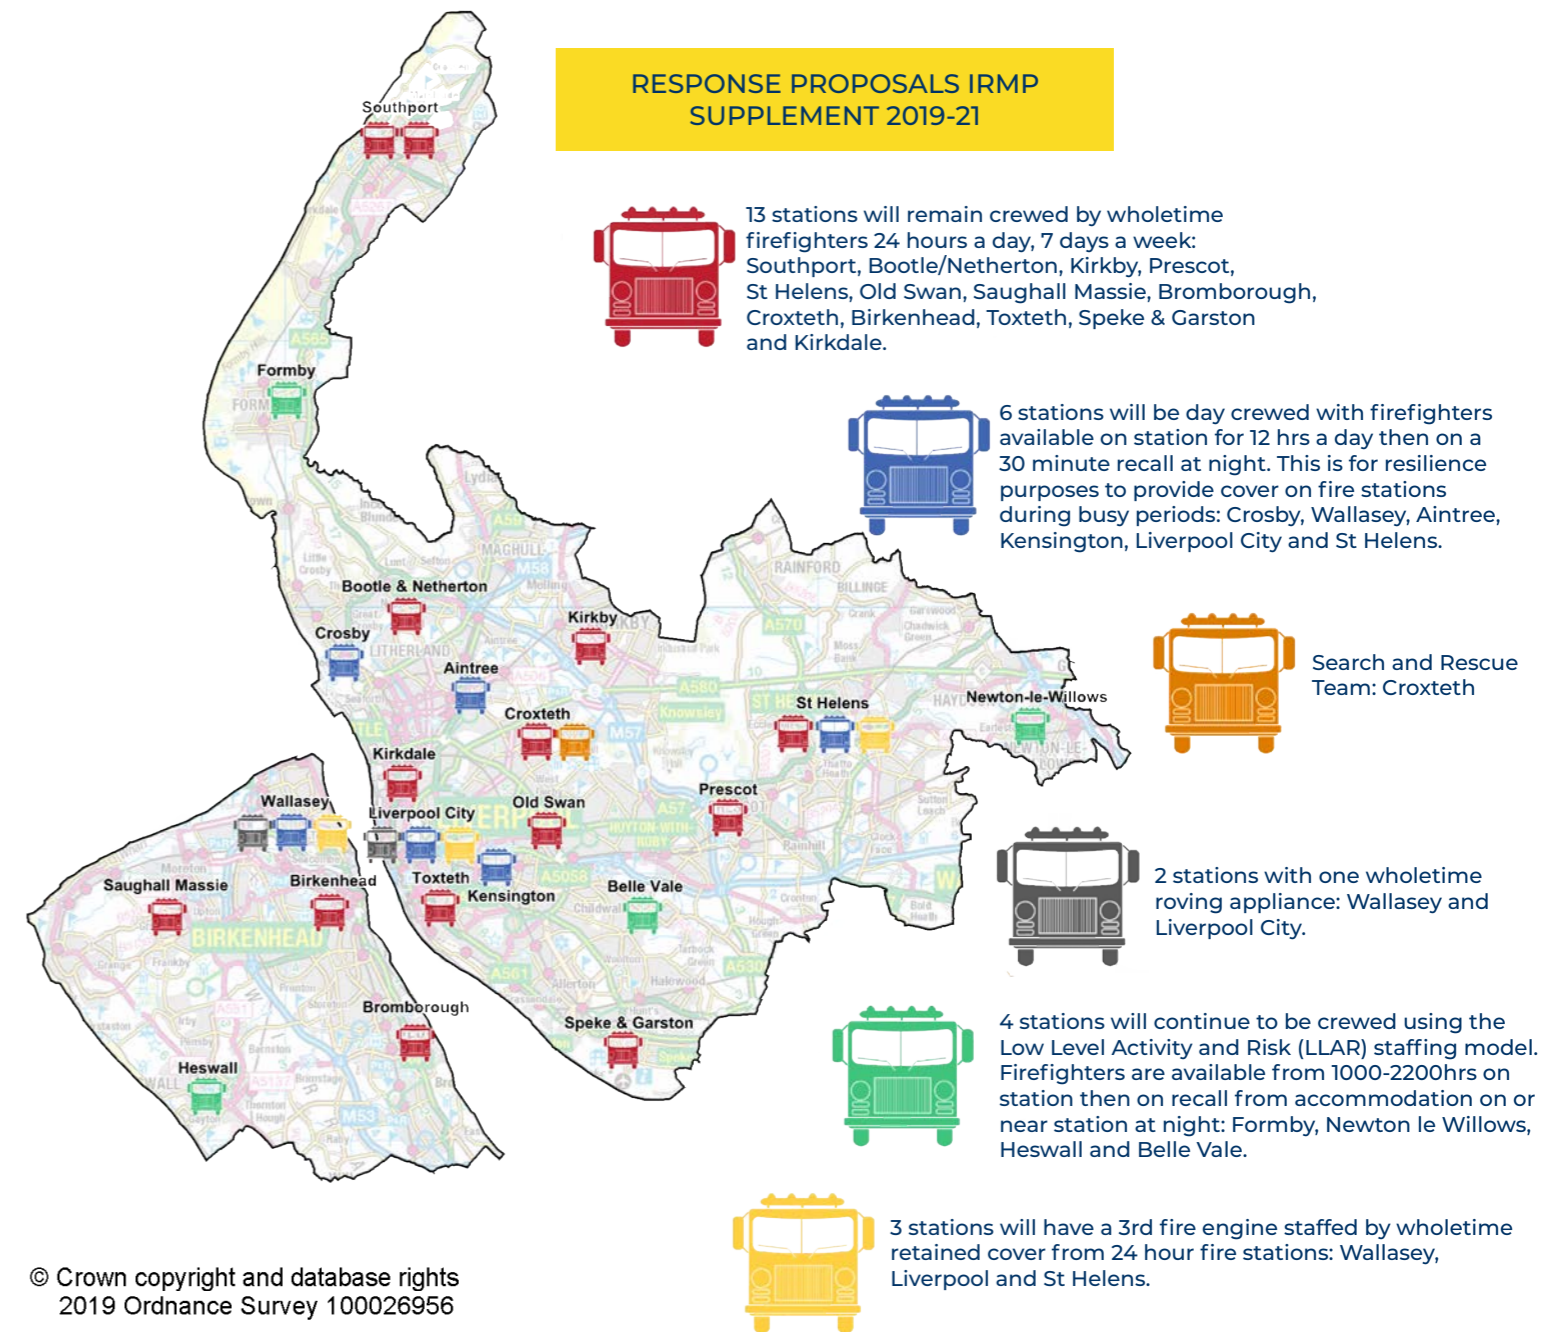 RESPONSE PROPOSALS IRMP
SUPPLEMENT 2019-21
13 stations will remain crewed by wholetime
firefighters 24 hours a day, 7 days a week:
Southport, Bootle/Netherton, Kirkby, Prescot,
St Helens, Old Swan, Saughall Massie, Bromborough,
Croxteth, Birkenhead, Toxteth, Speke & Garston
and Kirkdale.
6 stations will be day crewed with firefighters
available on station for 12 hrs a day then on a
30 minute recall at night. This is for resilience
purposes to provide cover on fire stations
during busy periods: Crosby, Wallasey, Aintree,
Kensington, Liverpool City and St Helens.
Search and Rescue
Team: Croxteth
2 stations with one wholetime
roving appliance: Wallasey and
Liverpool City.
4 stations will continue to be crewed using the
Low Level Activity and Risk (LLAR) staffing model.
Firefighters are available from 1000-2200hrs on
station then on recall from accommodation on or
near station at night: Formby, Newton le Willows,
Heswall and Belle Vale.
3 stations will have a 3rd fire engine staffed by wholetime
retained cover from 24 hour fire stations: Wallasey,
Liverpool and St Helens.
Southport
A565
Formby
A59
MAGHULL
M58
RAINFORD
BILLINGE
Bootle & Netherton
Kirkby
A570
Crosby
LITHERLAND
Aintree
A580
Knowsley
St Helens
Newton-le-Willows
Croxteth
M57
Kirkdale
Prescot
Wallasey
Liverpool City
Old Swan
A57
Rainhill
Saughall Massie
Birkenhead
Toxteth
Kensington
A5058
Belle Vale
BIRKENHEAD
A561
Allerton
Halewood
Bromborough
Speke & Garston
Heswall
M53
© Crown copyright and database rights
2019 Ordnance Survey 100026956